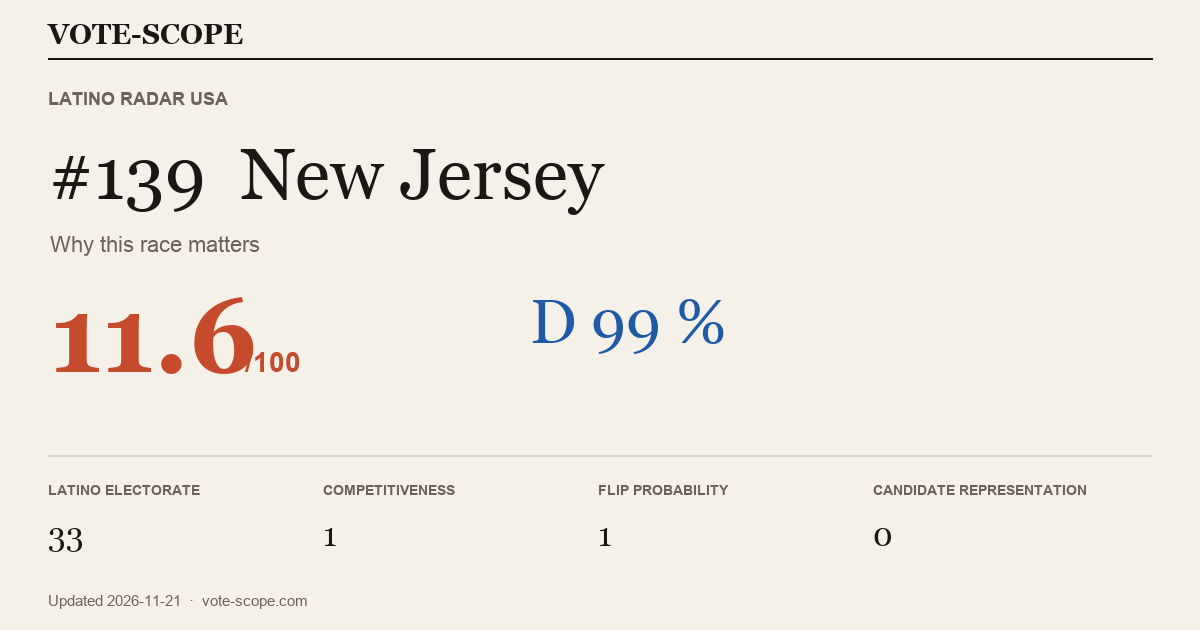 VOTE-SCOPE
LATINO RADAR USA
#139 New Jersey
Why this race matters
11.6/100
D 99 %
LATINO ELECTORATE COMPETITIVENESS FLIP PROBABILITY CANDIDATE REPRESENTATION
33 1 1 0
Updated 2026-11-21 · vote-scope.com